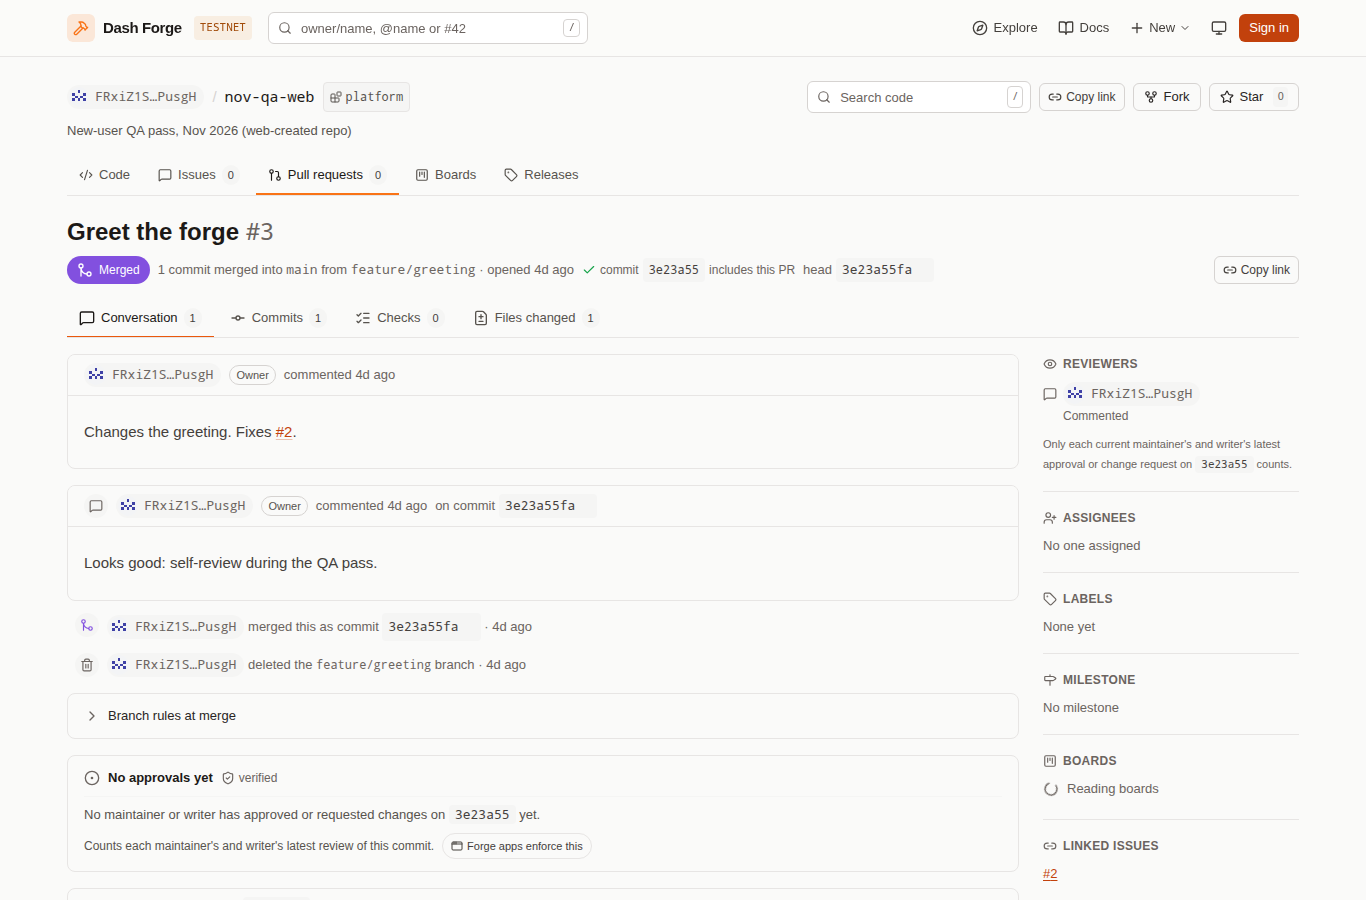 Dash Forge TESTNET owner/name, @name or #42 / Explore Docs New Sign in
FRxiZ1S…PusgH / nov-qa-web platform Search code / Copy link Fork Star 0
New-user QA pass, Nov 2026 (web-created repo)
Code Issues 0 Pull requests 0 Boards Releases
Greet the forge #3
Merged 1 commit merged into main from feature/greeting · opened 4d ago commit 3e23a55 includes this PR head 3e23a55fa Copy link
Conversation 1 Commits 1 Checks 0 Files changed 1
FRxiZ1S…PusgH Owner commented 4d ago
Changes the greeting. Fixes #2.
FRxiZ1S…PusgH Owner commented 4d ago on commit 3e23a55fa
Looks good: self-review during the QA pass.
FRxiZ1S…PusgH merged this as commit 3e23a55fa · 4d ago
FRxiZ1S…PusgH deleted the feature/greeting branch · 4d ago
Branch rules at merge
No approvals yet verified
No maintainer or writer has approved or requested changes on 3e23a55 yet.
Counts each maintainer's and writer's latest review of this commit. Forge apps enforce this
REVIEWERS
FRxiZ1S…PusgH
Commented
Only each current maintainer's and writer's latest
approval or change request on 3e23a55 counts.
ASSIGNEES
No one assigned
LABELS
None yet
MILESTONE
No milestone
BOARDS
Reading boards
LINKED ISSUES
#2